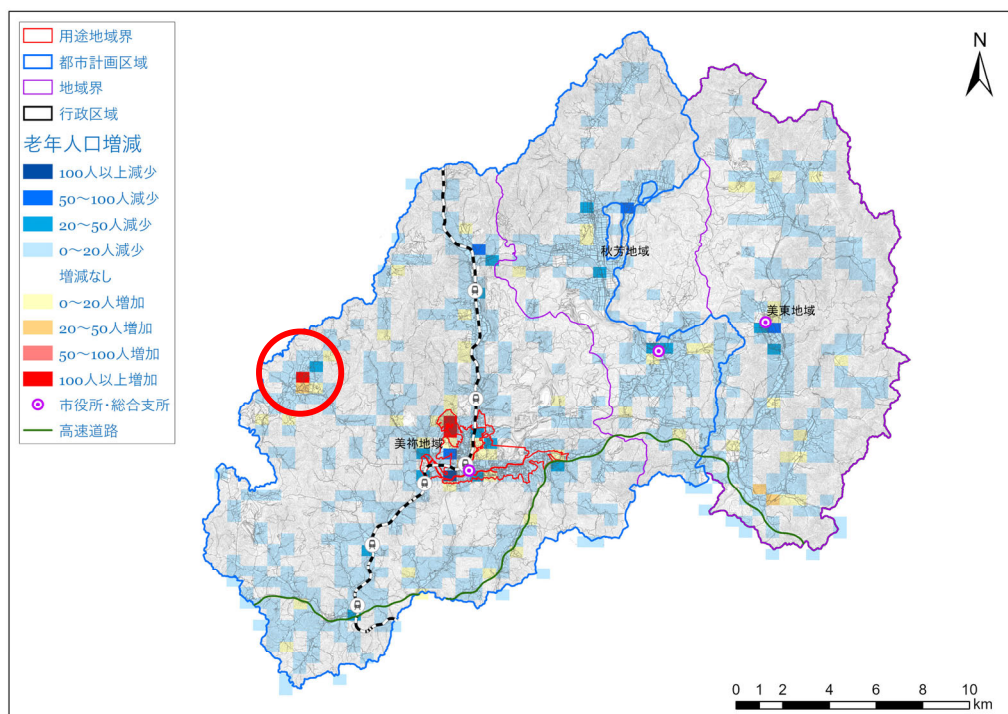 用途地域界
都市計画区域
地域界
行政区域
老年人口増減
100人以上減少
50～100人減少
20～50人減少
0～20人減少
増減なし
0～20人増加
20～50人増加
50～100人増加
100人以上増加
市役所・総合支所
高速道路
N
秋芳地域
美東地域
美祢地域
0 1 2 4 6 8 10
km